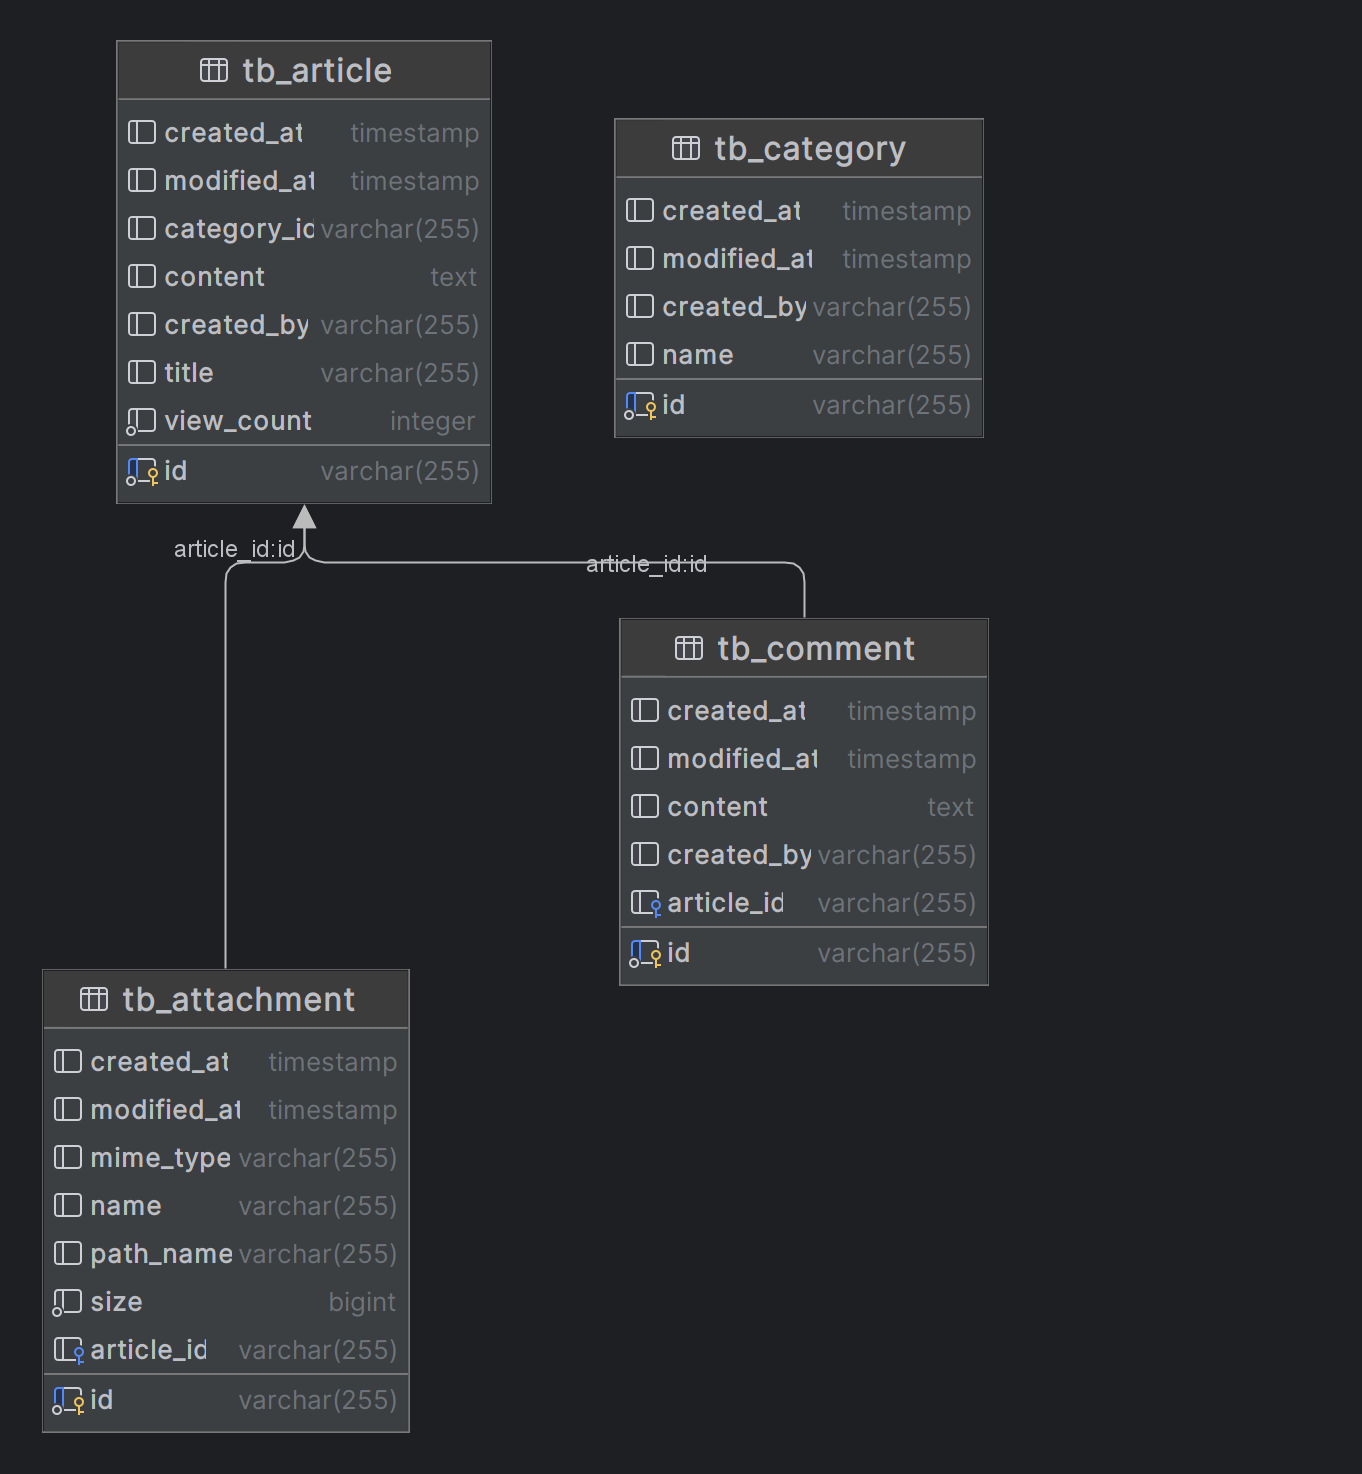 tb_article
created_at timestamp
modified_at timestamp
category_id varchar(255)
content text
created_by varchar(255)
title varchar(255)
view_count integer
id varchar(255)
tb_category
created_at timestamp
modified_at timestamp
created_by varchar(255)
name varchar(255)
id varchar(255)
article_id:id
article_id:id
tb_comment
created_at timestamp
modified_at timestamp
content text
created_by varchar(255)
article_id varchar(255)
id varchar(255)
tb_attachment
created_at timestamp
modified_at timestamp
mime_type varchar(255)
name varchar(255)
path_name varchar(255)
size bigint
article_id varchar(255)
id varchar(255)